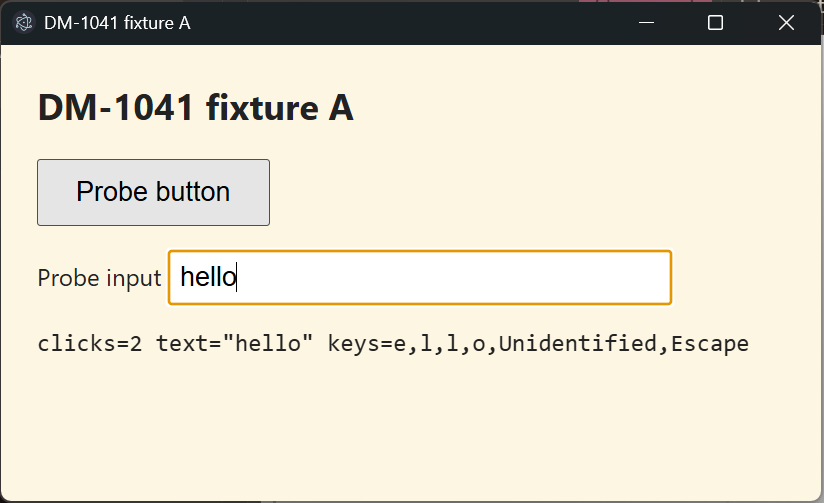 DM-1041 fixture A
DM-1041 fixture A
Probe button
Probe input hello
clicks=2 text="hello" keys=e,l,l,o,Unidentified,Escape